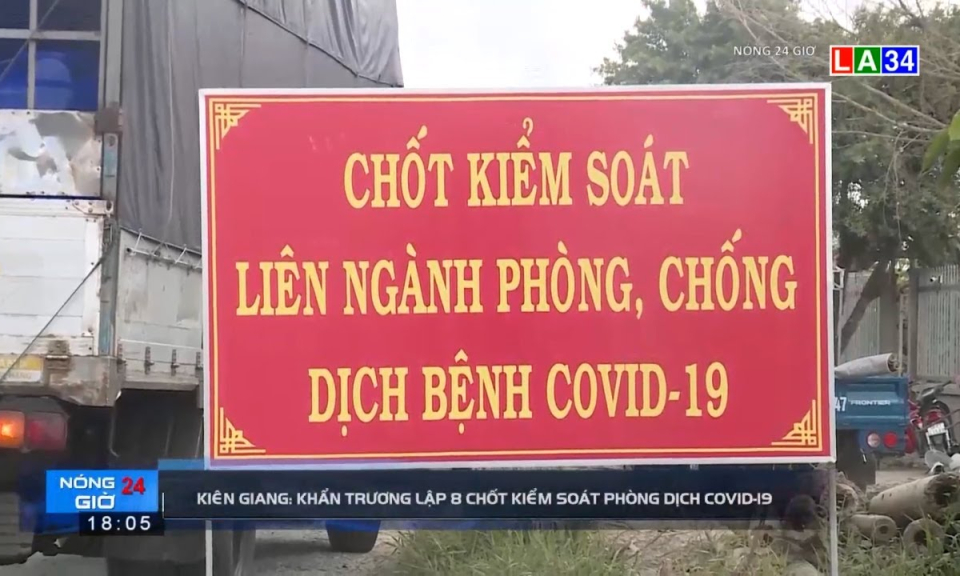 NÓNG 24 GIỜ
LA34
CHỐT KIỂM SOÁT
LIÊN NGÀNH PHÒNG, CHỐNG
DỊCH BỆNH COVID-19
47 FRONTIER
NÓNG 24
GIỜ
18:05
KIÊN GIANG: KHẨN TRƯƠNG LẬP 8 CHỐT KIỂM SOÁT PHÒNG DỊCH COVID-19